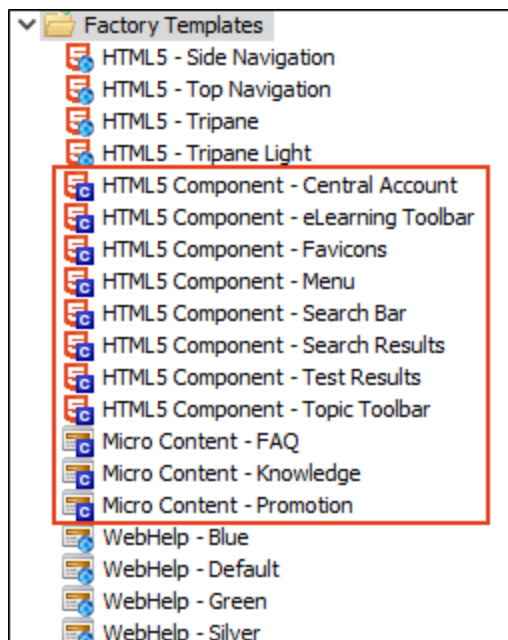 Factory Templates
HTML5 - Side Navigation
HTML5 - Top Navigation
HTML5 - Tripane
HTML5 - Tripane Light
HTML5 Component - Central Account
HTML5 Component - eLearning Toolbar
HTML5 Component - Favicons
HTML5 Component - Menu
HTML5 Component - Search Bar
HTML5 Component - Search Results
HTML5 Component - Test Results
HTML5 Component - Topic Toolbar
Micro Content - FAQ
Micro Content - Knowledge
Micro Content - Promotion
WebHelp - Blue
WebHelp - Default
WebHelp - Green
WebHelp - Silver